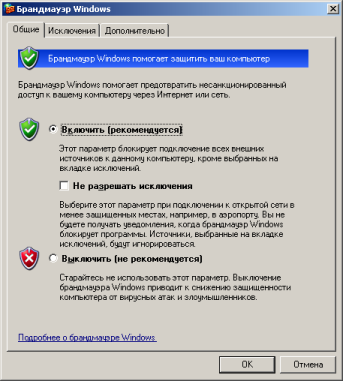 Брандмауэр Windows
Общие
Исключения
Дополнительно
Брандмауэр Windows помогает защитить ваш компьютер
Брандмауэр Windows помогает предотвратить несанкционированный
доступ к вашему компьютеру через Интернет или сеть.
Включить (рекомендуется)
Этот параметр блокирует подключение всех внешних
источников к данному компьютеру, кроме выбранных на
вкладке исключений.
Не разрешать исключения
Выберите этот параметр при подключении к открытой сети в
менее защищенных местах, например, в аэропорту. Вы не
будете получать уведомления, когда брандмауэр Windows
блокирует программы. Источники, выбранные на вкладке
исключений, будут игнорироваться.
Выключить (не рекомендуется)
Старайтесь не использовать этот параметр. Выключение
брандмауэра Windows приводит к снижению защищенности
компьютера от вирусных атак и злоумышленников.
Подробнее о брандмауэре Windows.
OK
Отмена